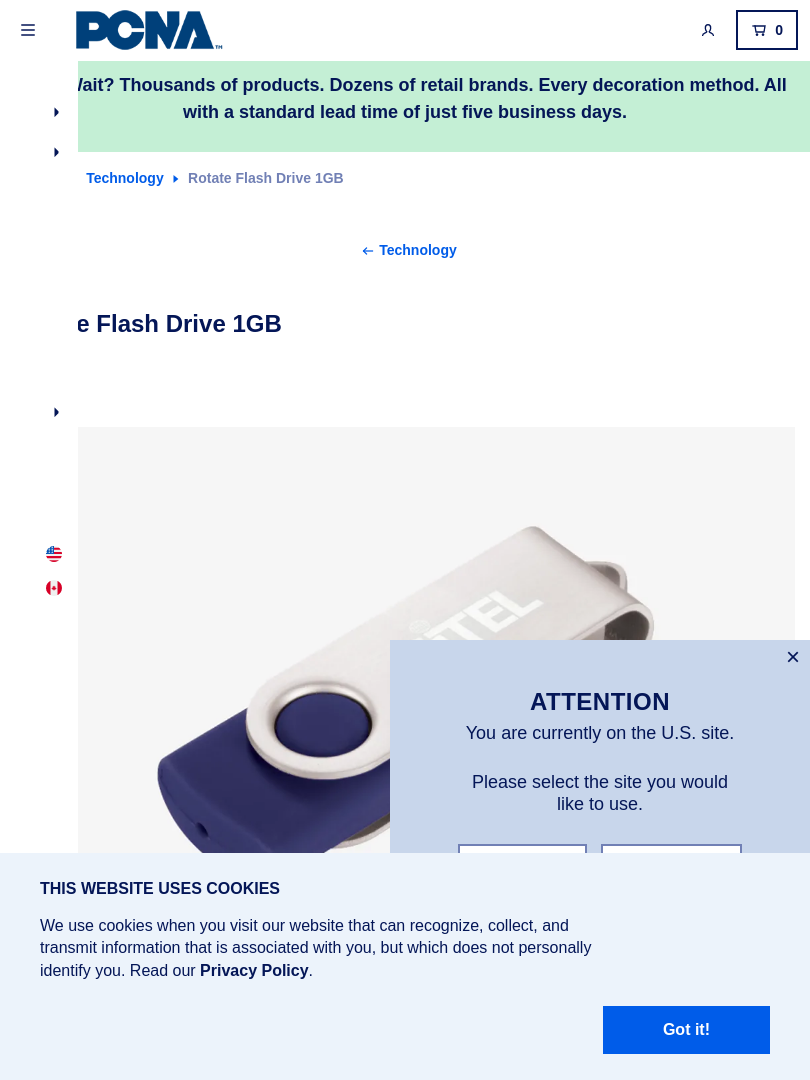 PCNA
TM
0
Wait? Thousands of products. Dozens of retail brands. Every decoration method. All
with a standard lead time of just five business days.
Technology
Rotate Flash Drive 1GB
Technology
e Flash Drive 1GB
ATTENTION
You are currently on the U.S. site.
Please select the site you would
like to use.
THIS WEBSITE USES COOKIES
We use cookies when you visit our website that can recognize, collect, and
transmit information that is associated with you, but which does not personally
identify you. Read our Privacy Policy.
Got it!